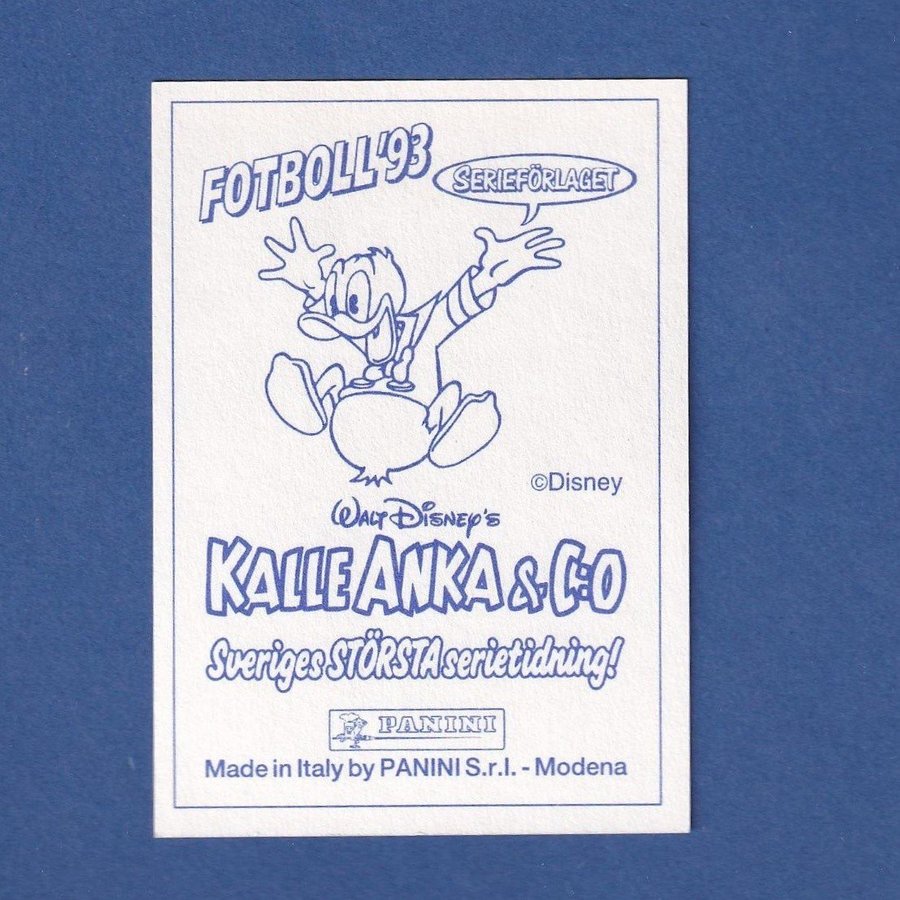 FOTBOLL'93
SERIEFÖRLAGET
©Disney
WALT DISNEY'S
KALLE ANKA & C:O
Sveriges STÖRSTA serietidning!
PANINI
Made in Italy by PANINI S.r.l. - Modena